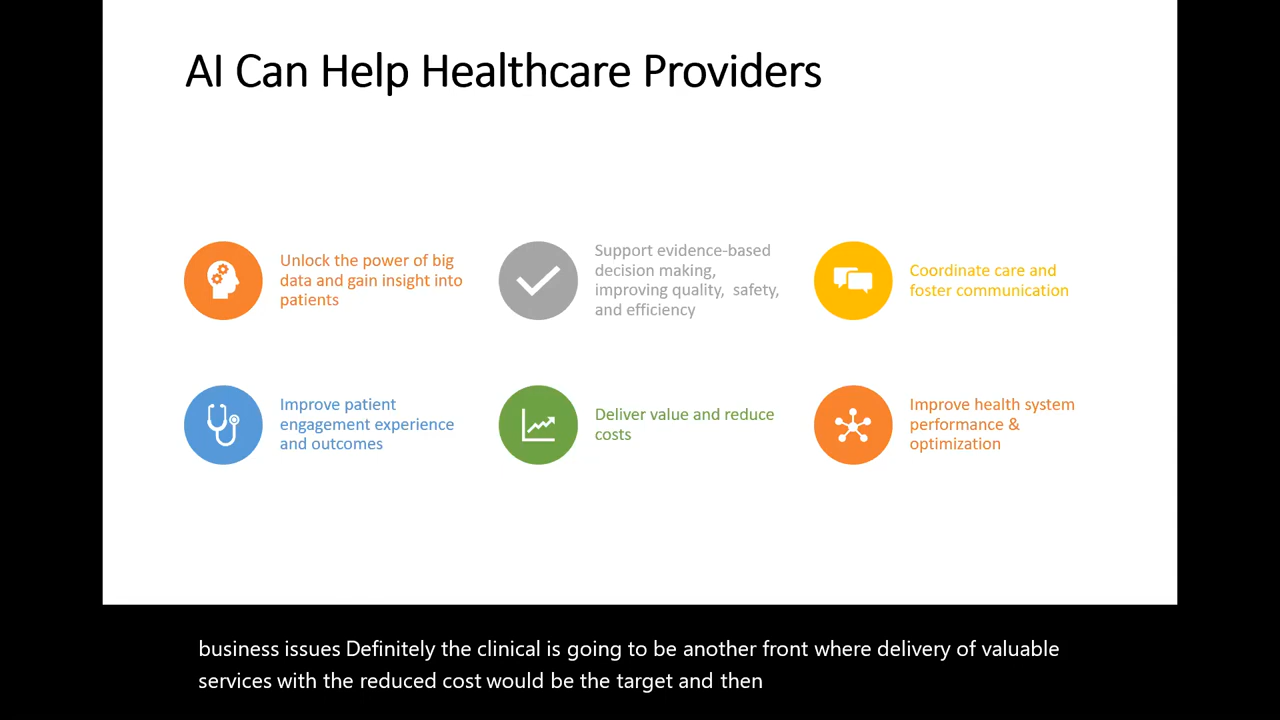 AI Can Help Healthcare Providers
Unlock the power of big
data and gain insight into
patients
Support evidence-based
decision making,
improving quality,  safety,
and efficiency
Coordinate care and
foster communication
Improve patient
engagement experience
and outcomes
Deliver value and reduce
costs
Improve health system
performance &
optimization
business issues Definitely the clinical is going to be another front where delivery of valuable
services with the reduced cost would be the target and then